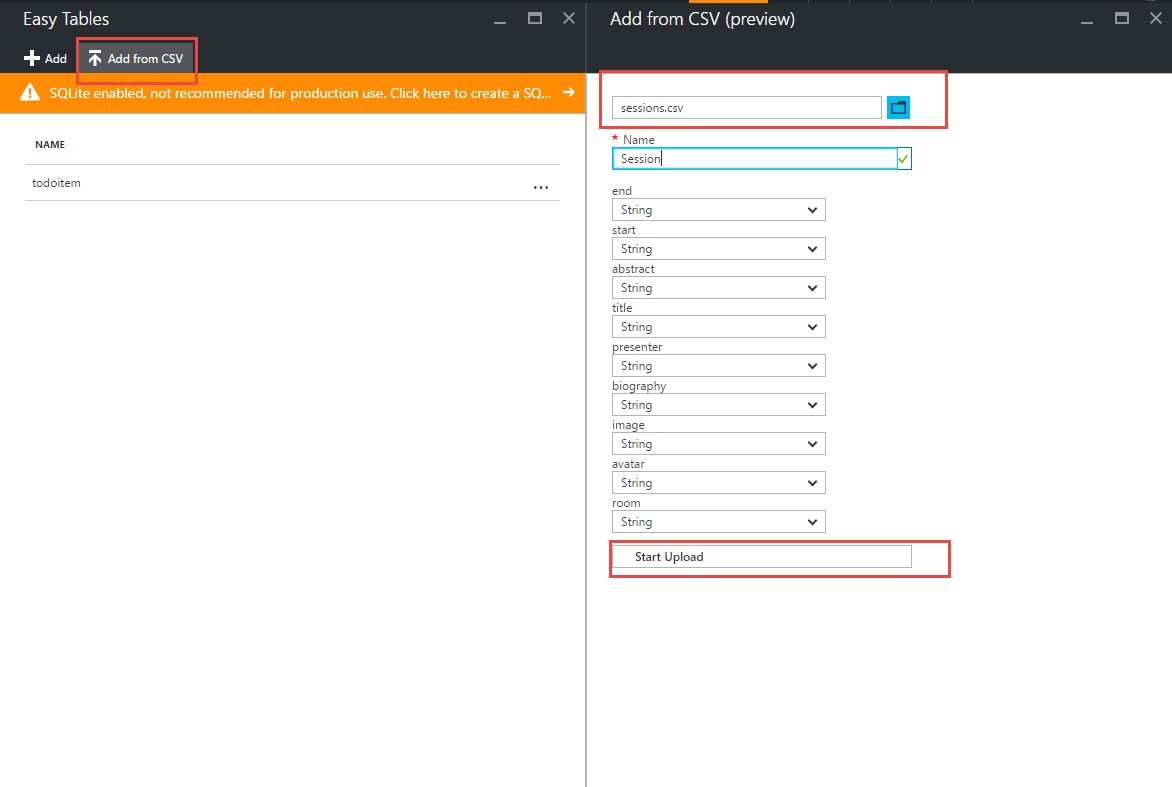 Easy Tables
Add
Add from CSV
SQLite enabled, not recommended for production use. Click here to create a SQ...
NAME
todoitem
...
Add from CSV (preview)
sessions.csv
* Name
Session
end
String
start
String
abstract
String
title
String
presenter
String
biography
String
image
String
avatar
String
room
String
Start Upload